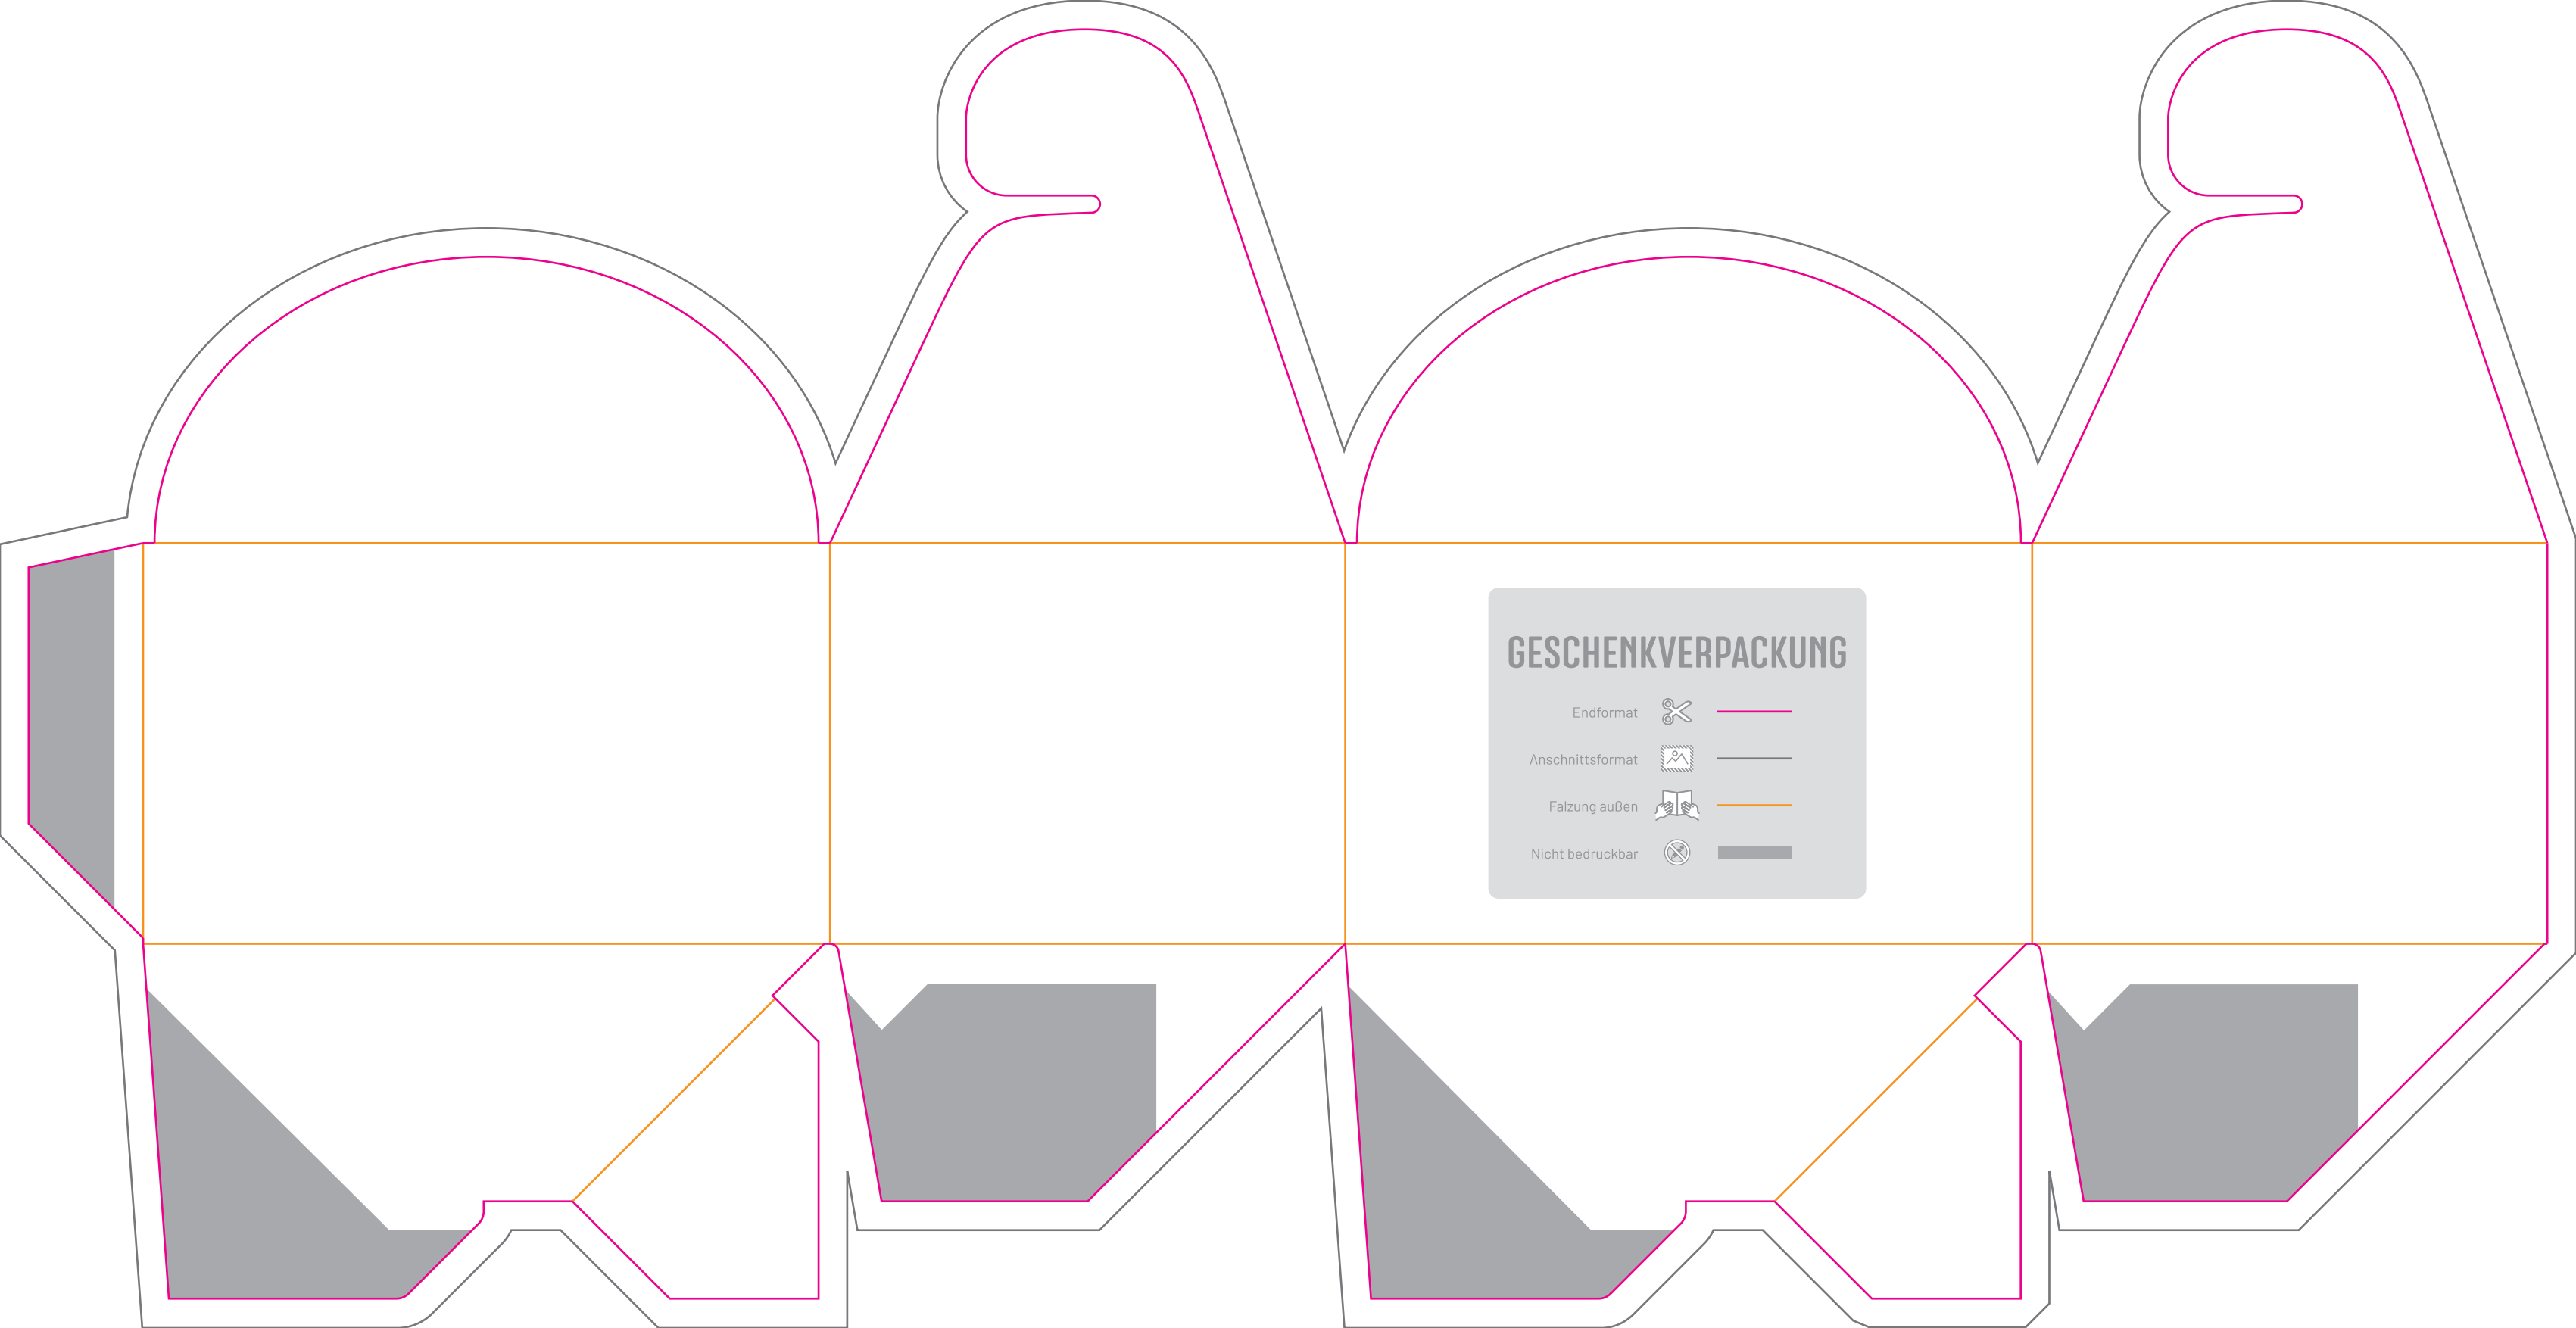 GESCHENKVERPACKUNG
Endformat
Anschnittsformat
Falzung außen
Nicht bedruckbar